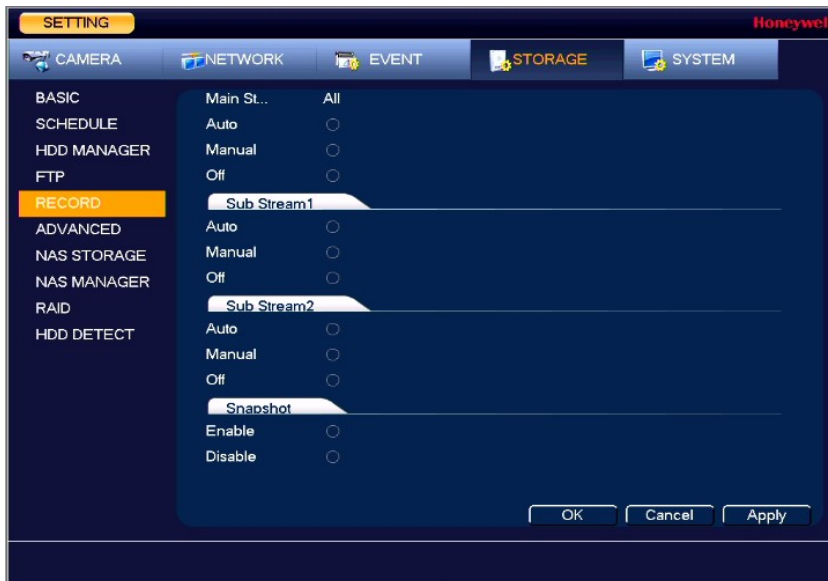 SETTING
Honeywell
CAMERA NETWORK EVENT STORAGE SYSTEM
BASIC
SCHEDULE
HDD MANAGER
FTP
RECORD
ADVANCED
NAS STORAGE
NAS MANAGER
RAID
HDD DETECT
Main St... All
Auto
Manual
Off
Sub Stream1
Auto
Manual
Off
Sub Stream2
Auto
Manual
Off
Snapshot
Enable
Disable
OK Cancel Apply